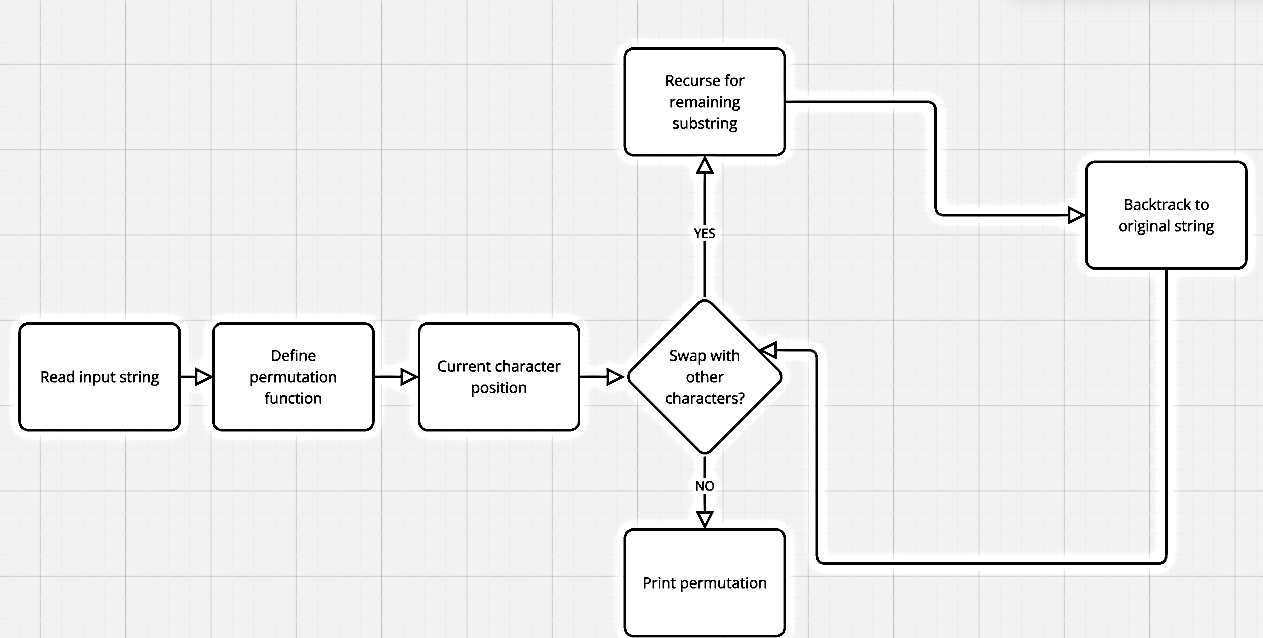 Read input string
Define
permutation
function
Current character
position
Swap with
other
characters?
YES
Recurse for
remaining
substring
Backtrack to
original string
NO
Print permutation